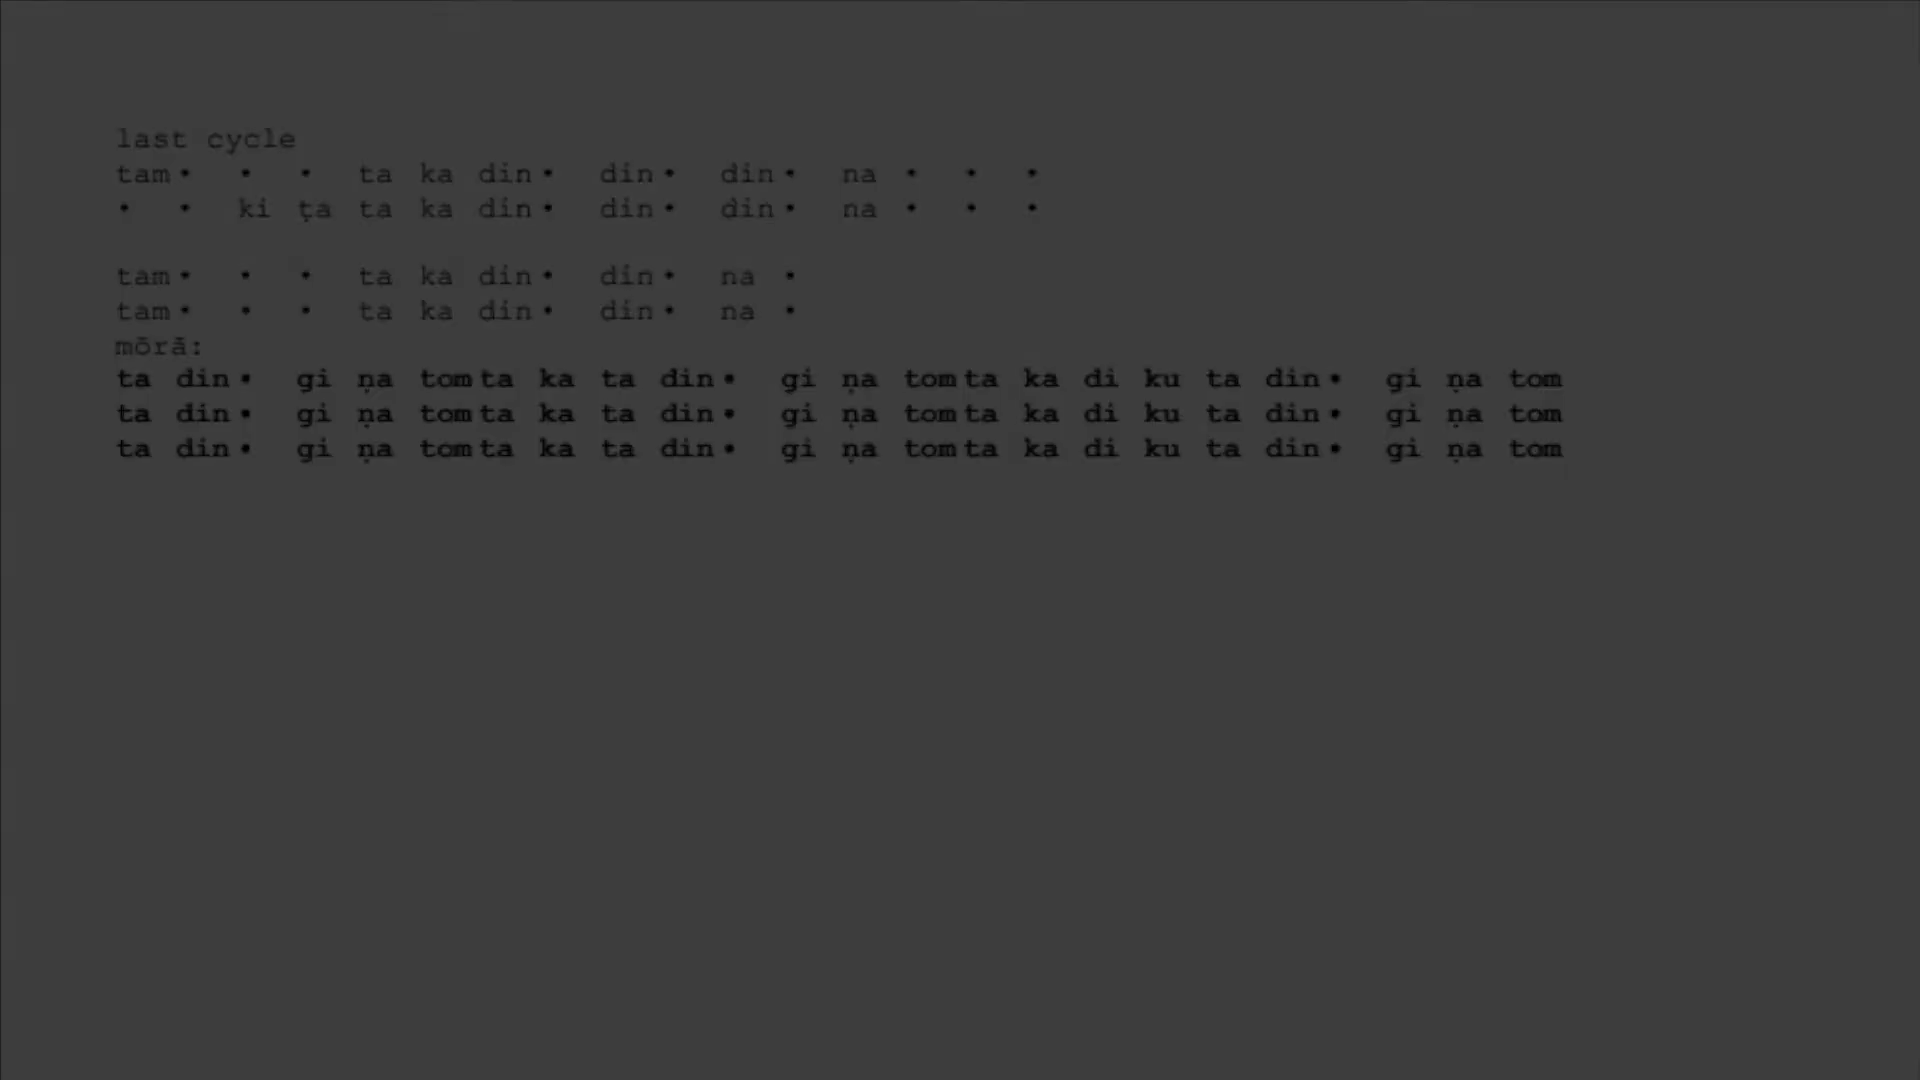 last cycle
tam • • • ta ka din • din • din • na • • •
• • ki ṭa ta ka din • din • din • na • • •
tam • • • ta ka din • din • na •
tam • • • ta ka din • din • na •
mōrā:
ta din • gi ṇa tom ta ka ta din • gi ṇa tom ta ka di ku ta din • gi ṇa tom
ta din • gi ṇa tom ta ka ta din • gi ṇa tom ta ka di ku ta din • gi ṇa tom
ta din • gi ṇa tom ta ka ta din • gi ṇa tom ta ka di ku ta din • gi ṇa tom